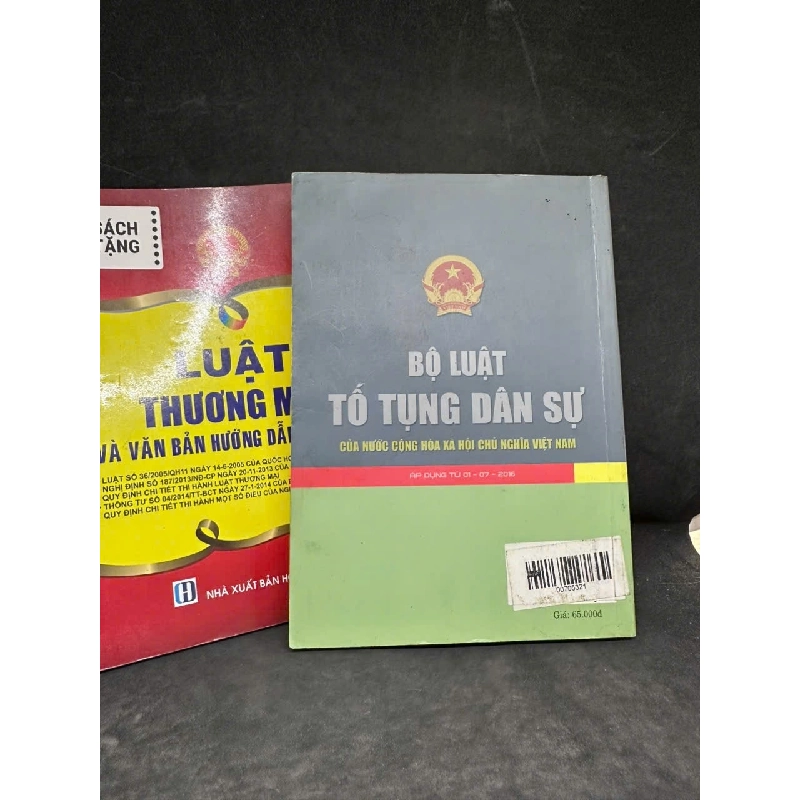 SÁCH
TẶNG
LUẬT
THƯƠNG M
VÀ VĂN BẢN HƯỚNG DẪ
LUẬT SỐ 36/2005/QH11 NGÀY 14-6-2005 CỦA QUỐC HỘ
NGHỊ ĐỊNH SỐ 187/2013/NĐ-CP NGÀY 20-11-2013 CỦA
QUY ĐỊNH CHI TIẾT THI HÀNH LUẬT THƯƠNG MẠI
THÔNG TƯ SỐ 04/2014/TT-BCT NGÀY 27-1-2014 CỦA
QUY ĐỊNH CHI TIẾT THI HÀNH MỘT SỐ ĐIỀU CỦA NGH
NHÀ XUẤT BẢN HỒ
BỘ LUẬT
TỐ TỤNG DÂN SỰ
CỦA NƯỚC CỘNG HÒA XÃ HỘI CHỦ NGHĨA VIỆT NAM
ÁP DỤNG TỪ 01 - 07 - 2016
Giá: 65.000đ